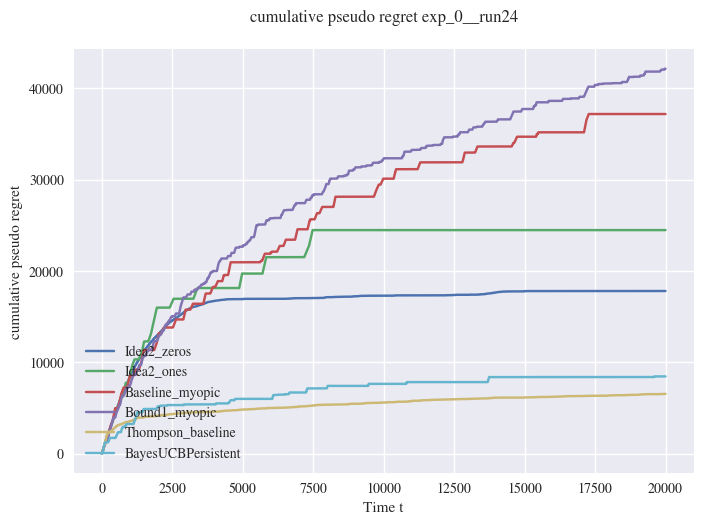 cumulative pseudo regret exp_0__run24
cumulative pseudo regret
40000
30000
20000
10000
0
Idea2_zeros
Idea2_ones
Baseline_myopic
Bound1_myopic
Thompson_baseline
BayesUCBPersistent
0 2500 5000 7500 10000 12500 15000 17500 20000
Time t